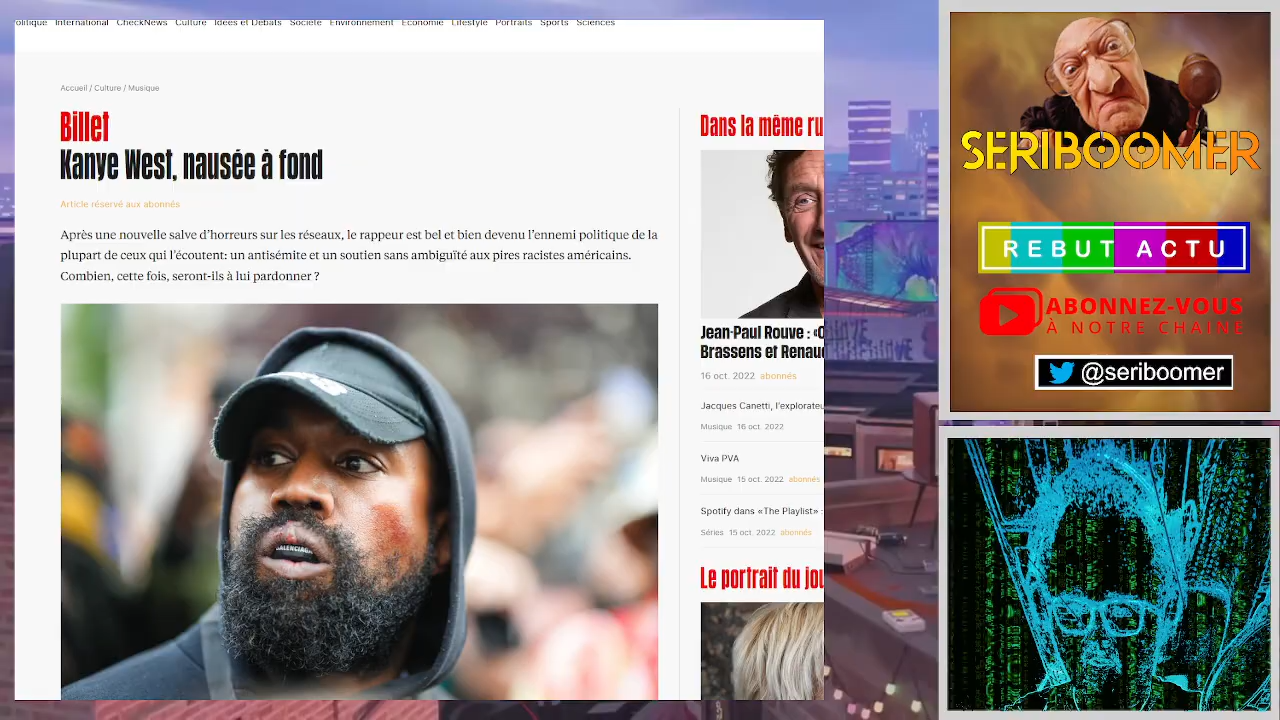 olitique International CheckNews Culture Idées et Débats Société Environnement Economie Lifestyle Portraits Sports Sciences
Accueil / Culture / Musique
Billet
Kanye West, nausée à fond
Article réservé aux abonnés
Après une nouvelle salve d’horreurs sur les réseaux, le rappeur est bel et bien devenu l’ennemi politique de la
plupart de ceux qui l’écoutent: un antisémite et un réactionnaire lié sans ambiguïté aux pires racistes américains.
Combien, cette fois, seront-ils à lui pardonner ?
BALENCIAG
Dans la même ru
Jean-Paul Rouve : «O
Brassens et Renau
16 oct. 2022 abonnés
Jacques Canetti, l’explorateu
Musique 16 oct. 2022
Viva PVA
Musique 15 oct. 2022 abonnés
Spotify dans «The Playlist» :
Séries 15 oct. 2022 abonnés
Le portrait du jou
SERIBOOMER
REBUT ACTU
ABONNEZ-VOUS
À NOTRE CHAINE
@seriboomer